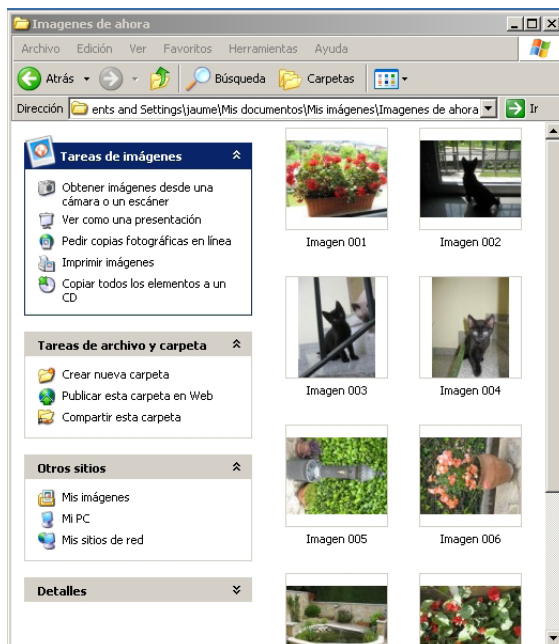 Imagenes de ahora
Archivo Edición Ver Favoritos Herramientas Ayuda
Atrás Búsqueda Carpetas
Dirección ents and Settings\jaume\Mis documentos\Mis imágenes\Imagenes de ahora Ir
Tareas de imágenes
Obtener imágenes desde una
cámara o un escáner
Ver como una presentación
Pedir copias fotográficas en línea
Imprimir imágenes
Copiar todos los elementos a un
CD
Tareas de archivo y carpeta
Crear nueva carpeta
Publicar esta carpeta en Web
Compartir esta carpeta
Otros sitios
Mis imágenes
Mi PC
Mis sitios de red
Detalles
Imagen 001 Imagen 002
Imagen 003 Imagen 004
Imagen 005 Imagen 006